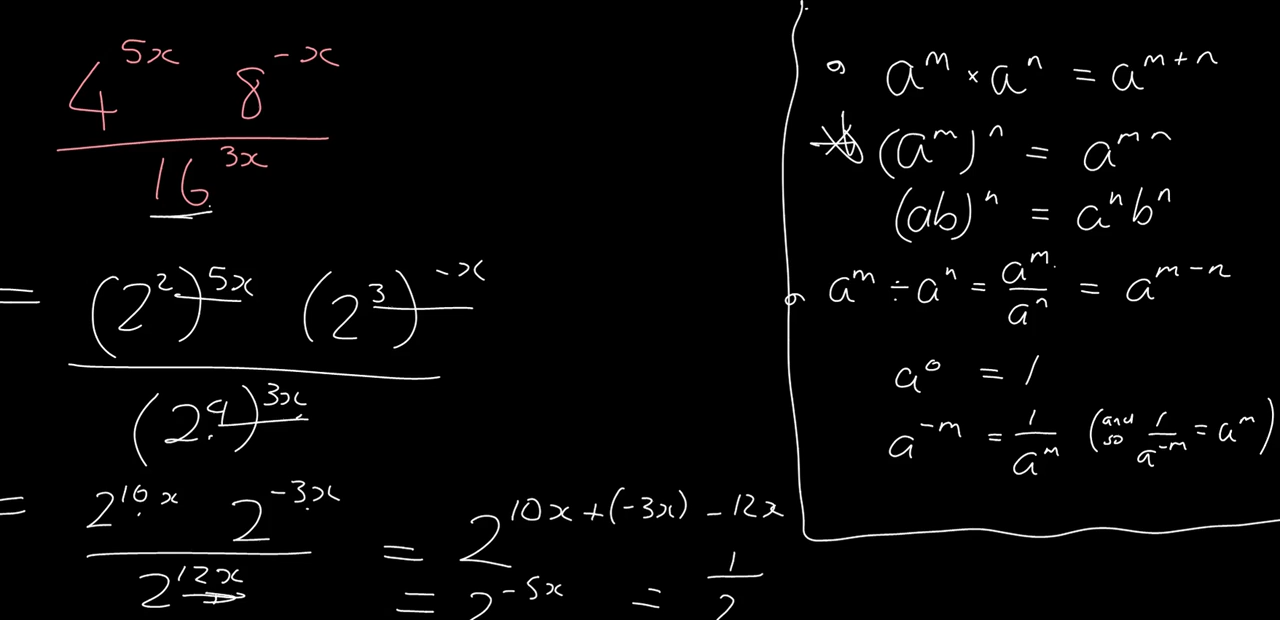 4^{5x} 8^{-x}
16^{3x}
= (2^2)^{5x} (2^3)^{-x}
(2^4)^{3x}
= 2^{10x} 2^{-3x}
2^{12x}
= 2^{10x+(-3x)-12x}
= 2^{-5x} = 1/2
a^m × a^n = a^{m+n}
(a^m)^n = a^{mn}
(ab)^n = a^n b^n
a^m ÷ a^n = a^m/a^n = a^{m-n}
a^0 = 1
a^{-m} = 1/a^m (and so 1/a^{-m} = a^m)